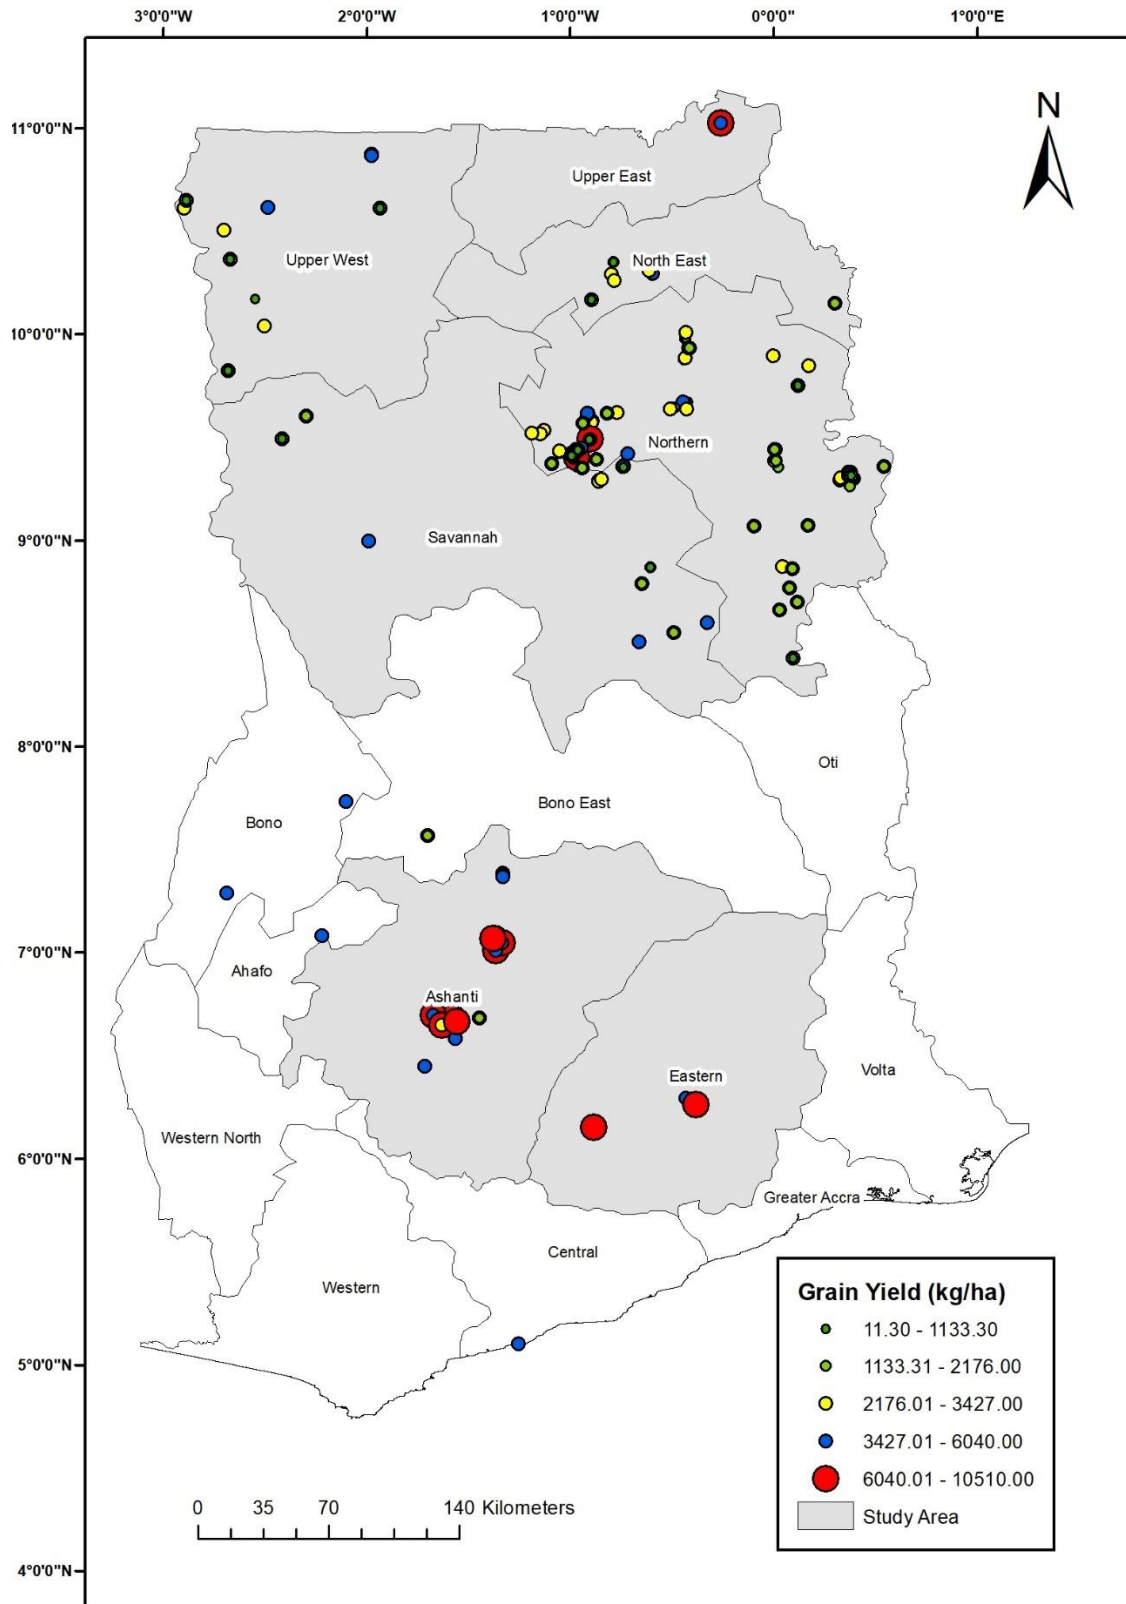 3°0'0"W 2°0'0"W 1°0'0"W 0°0'0" 1°0'0"E
N
11°0'0"N
Upper East
Upper West
North East
10°0'0"N
Northern
Savannah
9°0'0"N
8°0'0"N
Oti
Bono East
Bono
7°0'0"N
Ahafo
Ashanti
Eastern
Volta
Western North
6°0'0"N
Greater Accra
Central
Western
5°0'0"N
Grain Yield (kg/ha)
11.30 - 1133.30
1133.31 - 2176.00
2176.01 - 3427.00
3427.01 - 6040.00
6040.01 - 10510.00
Study Area
0 35 70 140 Kilometers
4°0'0"N